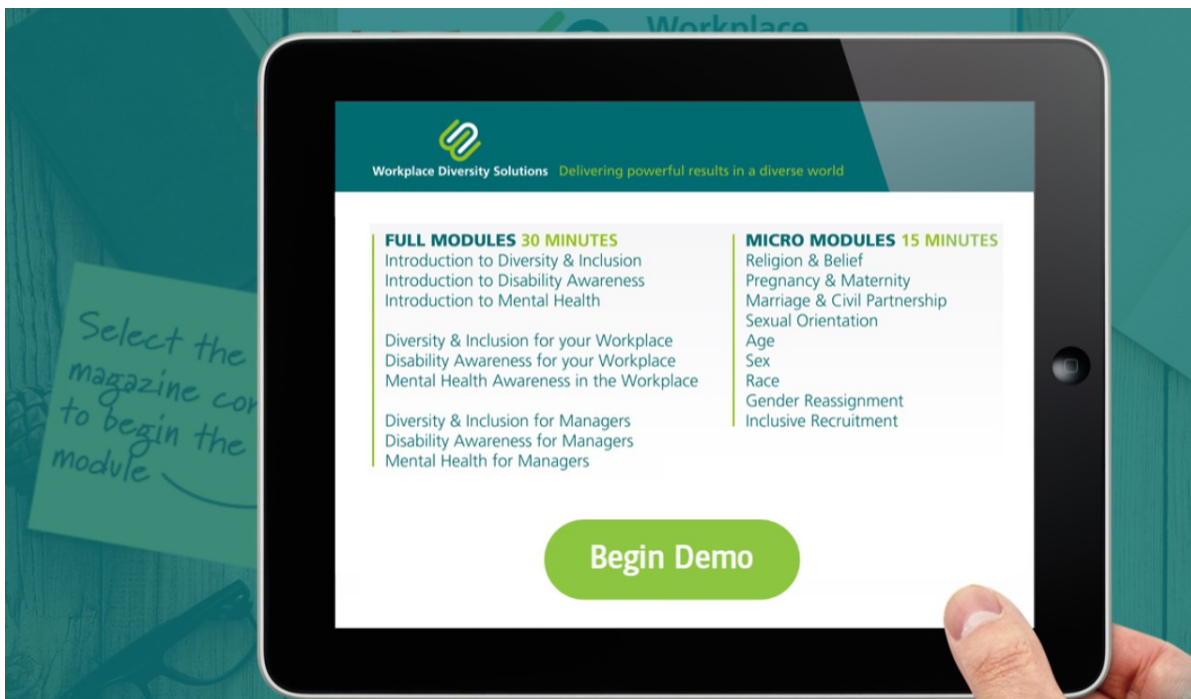 Workplace
Workplace Diversity Solutions Delivering powerful results in a diverse world
FULL MODULES 30 MINUTES
Introduction to Diversity & Inclusion
Introduction to Disability Awareness
Introduction to Mental Health
Diversity & Inclusion for your Workplace
Disability Awareness for your Workplace
Mental Health Awareness in the Workplace
Diversity & Inclusion for Managers
Disability Awareness for Managers
Mental Health for Managers
MICRO MODULES 15 MINUTES
Religion & Belief
Pregnancy & Maternity
Marriage & Civil Partnership
Sexual Orientation
Age
Sex
Race
Gender Reassignment
Inclusive Recruitment
Begin Demo
Select the
magazine
to begin the
module